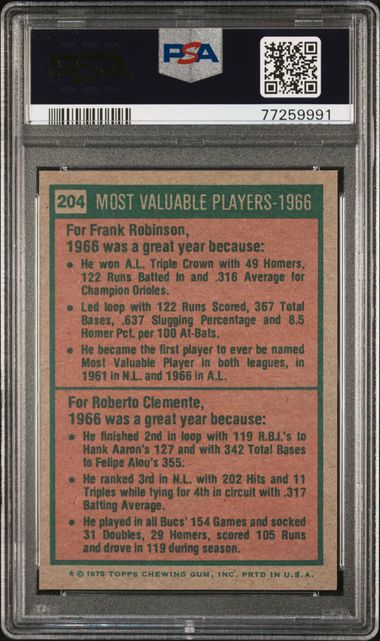 PSA
PSA
77259991
204 MOST VALUABLE PLAYERS-1966
For Frank Robinson,
1966 was a great year because:
● He won A.L. Triple Crown with 49 Homers,
122 Runs Batted In and .316 Average for
Champion Orioles.
● Led loop with 122 Runs Scored, 367 Total
Bases, .637 Slugging Percentage and 8.5
Homer Pct. per 100 At-Bats.
● He became the first player to ever be named
Most Valuable Player in both leagues, in
1961 in N.L. and 1966 in A.L.
For Roberto Clemente,
1966 was a great year because:
● He finished 2nd in loop with 119 R.B.I.'s to
Hank Aaron's 127 and with 342 Total Bases
to Felipe Alou's 355.
● He ranked 3rd in N.L. with 202 Hits and 11
Triples while tying for 4th in circuit with .317
Batting Average.
● He played in all Bucs' 154 Games and socked
31 Doubles, 29 Homers, scored 105 Runs
and drove in 119 during season.
★ © 1975 TOPPS CHEWING GUM, INC. PRTD IN U.S.A.